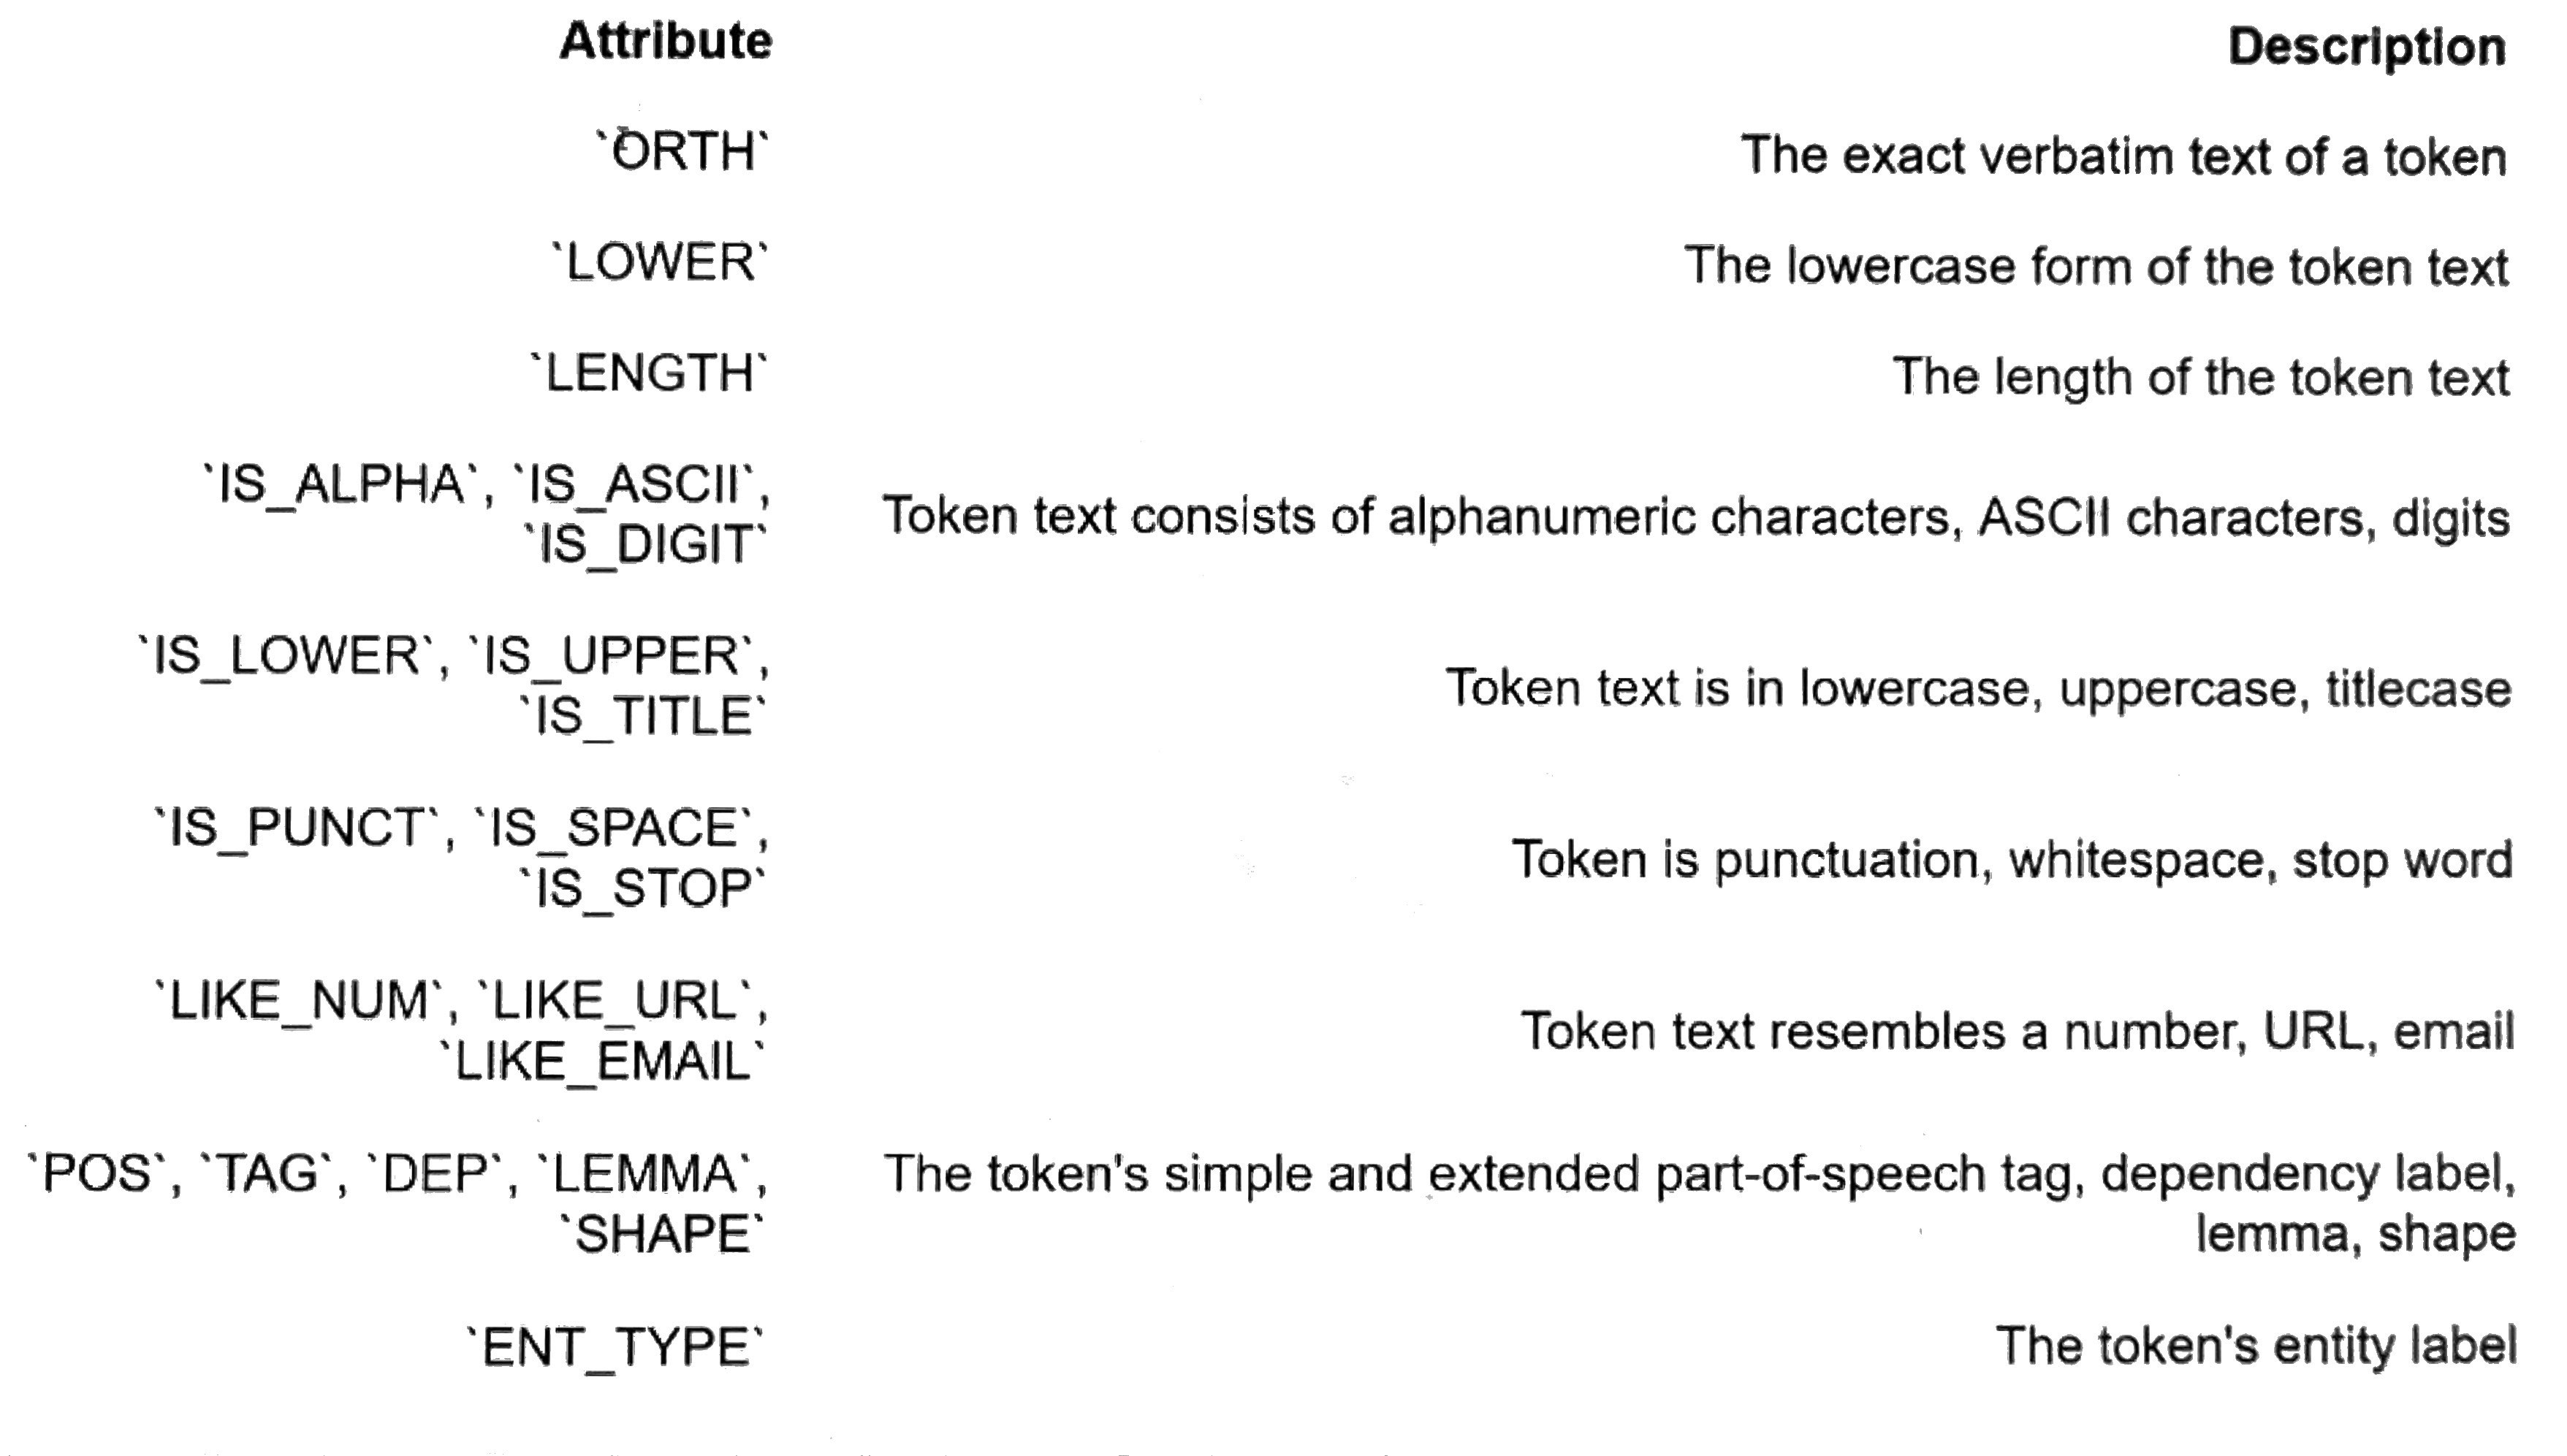 Attribute Description
`ORTH` The exact verbatim text of a token
`LOWER` The lowercase form of the token text
`LENGTH` The length of the token text
`IS_ALPHA`, `IS_ASCII`,
`IS_DIGIT`
Token text consists of alphanumeric characters, ASCII characters, digits
`IS_LOWER`, `IS_UPPER`,
`IS_TITLE`
Token text is in lowercase, uppercase, titlecase
`IS_PUNCT`, `IS_SPACE`,
`IS_STOP`
Token is punctuation, whitespace, stop word
`LIKE_NUM`, `LIKE_URL`,
`LIKE_EMAIL`
Token text resembles a number, URL, email
`POS`, `TAG`, `DEP`, `LEMMA`,
`SHAPE`
The token's simple and extended part-of-speech tag, dependency label,
lemma, shape
`ENT_TYPE` The token's entity label